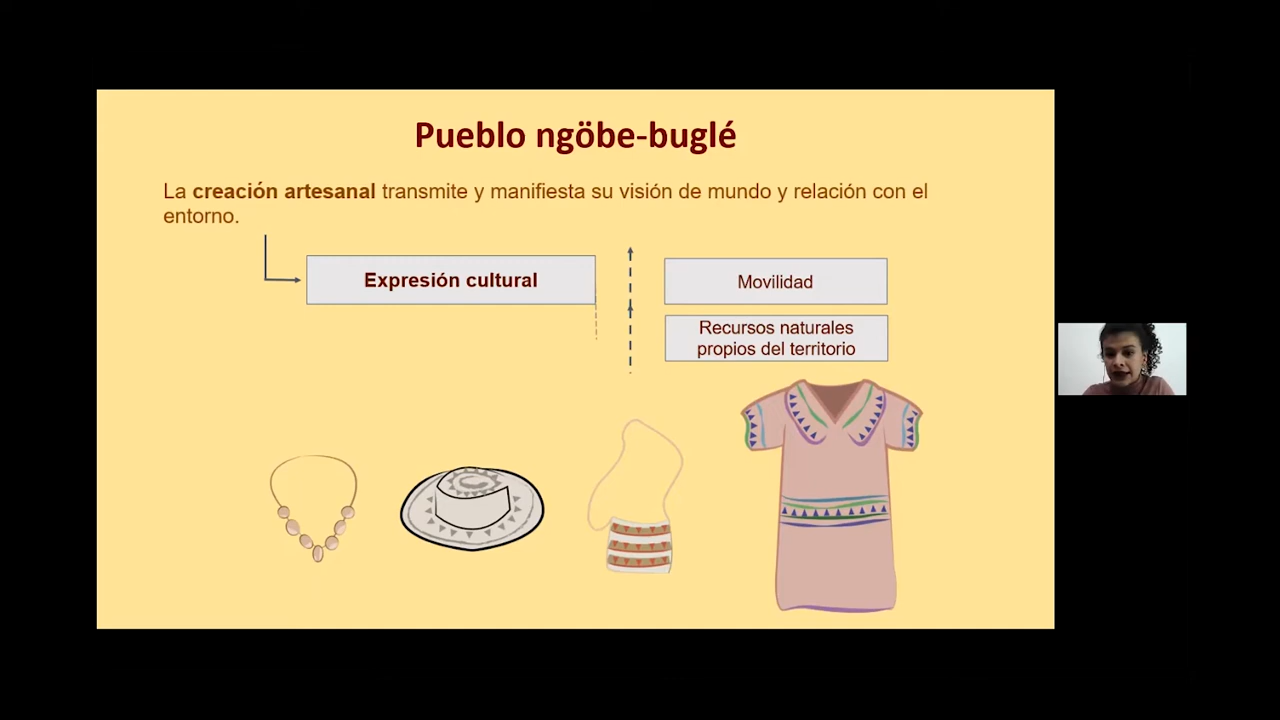 Pueblo ngöbe-buglé
La creación artesanal transmite y manifiesta su visión de mundo y relación con el
entorno.
Expresión cultural
Movilidad
Recursos naturales
propios del territorio